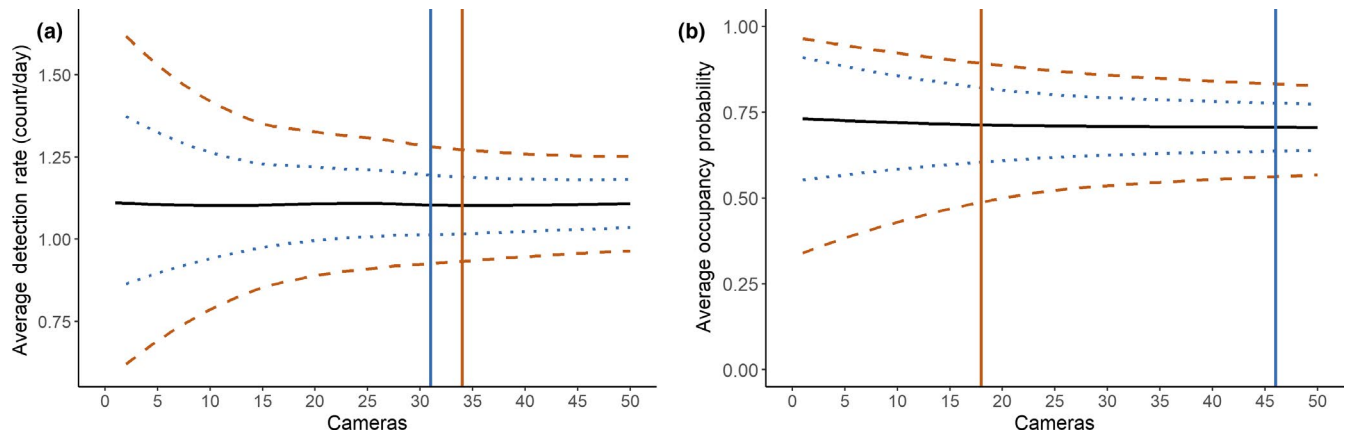 (a)
Average detection rate (count/day)
1.50
1.25
1.00
0.75
0 5 10 15 20 25 30 35 40 45 50
Cameras
(b)
Average occupancy probability
1.00
0.75
0.50
0.25
0.00
0 5 10 15 20 25 30 35 40 45 50
Cameras